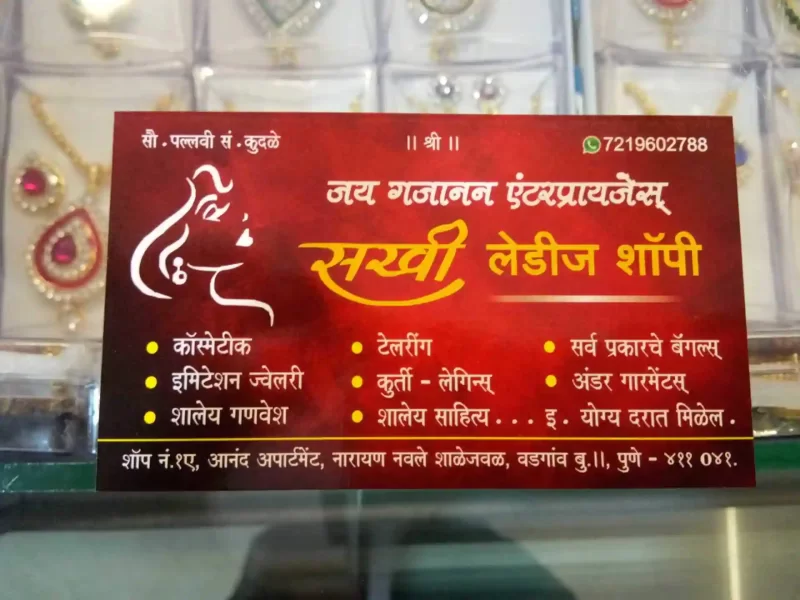 सौ. पल्लवी सं. कुदळे ।। श्री ।। 7219602788
जय गजानन एंटरप्रायजेस्
सखी लेडीज शॉपी
• कॉस्मेटीक • टेलरींग • सर्व प्रकारचे बॅगल्स्
• इमिटेशन ज्वेलरी • कुर्ती - लेगिन्स् • अंडर गारमेंटस्
• शालेय गणवेश • शालेय साहित्य . . . इ. योग्य दरात मिळेल.
शॉप नं.१ए, आनंद अपार्टमेंट, नारायण नवले शाळेजवळ, वडगांव बु.।।, पुणे - ४११ ०४१.